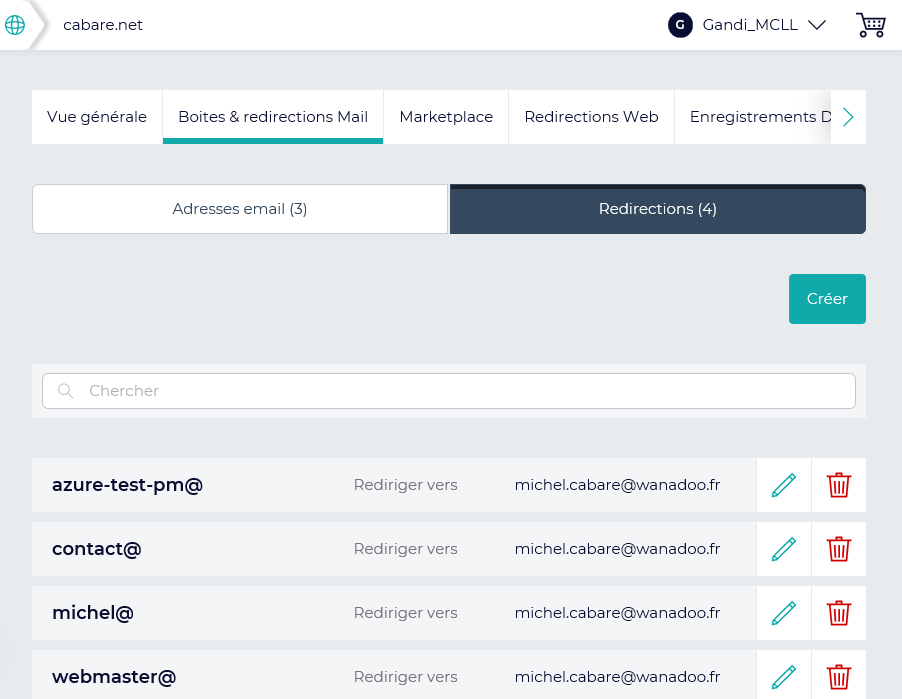 cabare.net G Gandi_MCLL
Vue générale Boites & redirections Mail Marketplace Redirections Web Enregistrements D
Adresses email (3) Redirections (4)
Créer
Chercher
azure-test-pm@ Rediriger vers michel.cabare@wanadoo.fr
contact@ Rediriger vers michel.cabare@wanadoo.fr
michel@ Rediriger vers michel.cabare@wanadoo.fr
webmaster@ Rediriger vers michel.cabare@wanadoo.fr